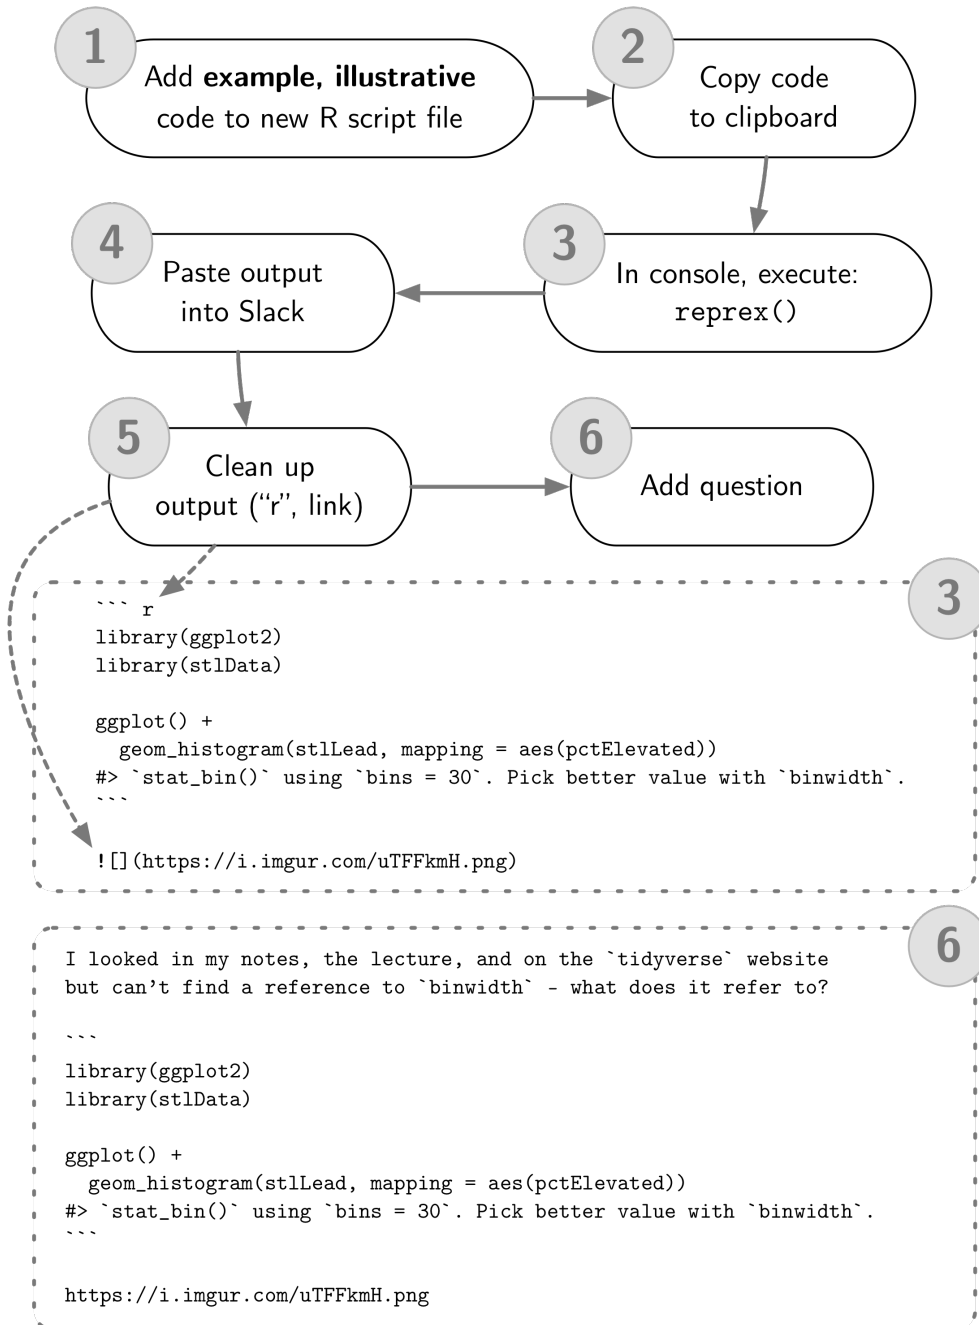 1
Add example, illustrative
code to new R script file
2
Copy code
to clipboard
3
In console, execute:
reprex()
4
Paste output
into Slack
5
Clean up
output (“r”, link)
6
Add question
3
``` r
library(ggplot2)
library(stlData)

ggplot() +
  geom_histogram(stlLead, mapping = aes(pctElevated))
#> `stat_bin()` using `bins = 30`. Pick better value with `binwidth`.
```

![](https://i.imgur.com/uTFFkmH.png)
6
I looked in my notes, the lecture, and on the `tidyverse` website
but can’t find a reference to `binwidth` - what does it refer to?

```
library(ggplot2)
library(stlData)

ggplot() +
  geom_histogram(stlLead, mapping = aes(pctElevated))
#> `stat_bin()` using `bins = 30`. Pick better value with `binwidth`.
```

https://i.imgur.com/uTFFkmH.png